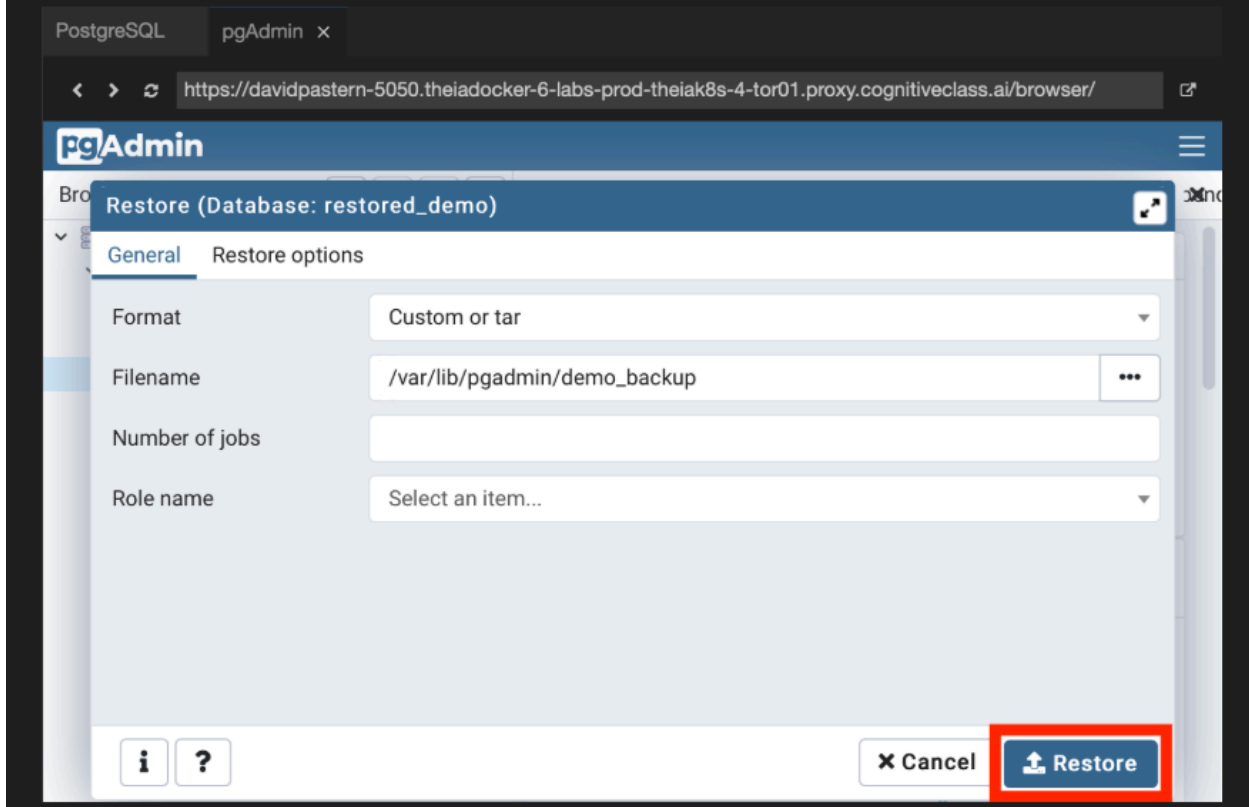 PostgreSQL pgAdmin ×
https://davidpastern-5050.theiadocker-6-labs-prod-theiak8s-4-tor01.proxy.cognitiveclass.ai/browser/
pgAdmin
Bro
Restore (Database: restored_demo)
General Restore options
Format Custom or tar
Filename /var/lib/pgadmin/demo_backup •••
Number of jobs
Role name Select an item...
i ? × Cancel Restore